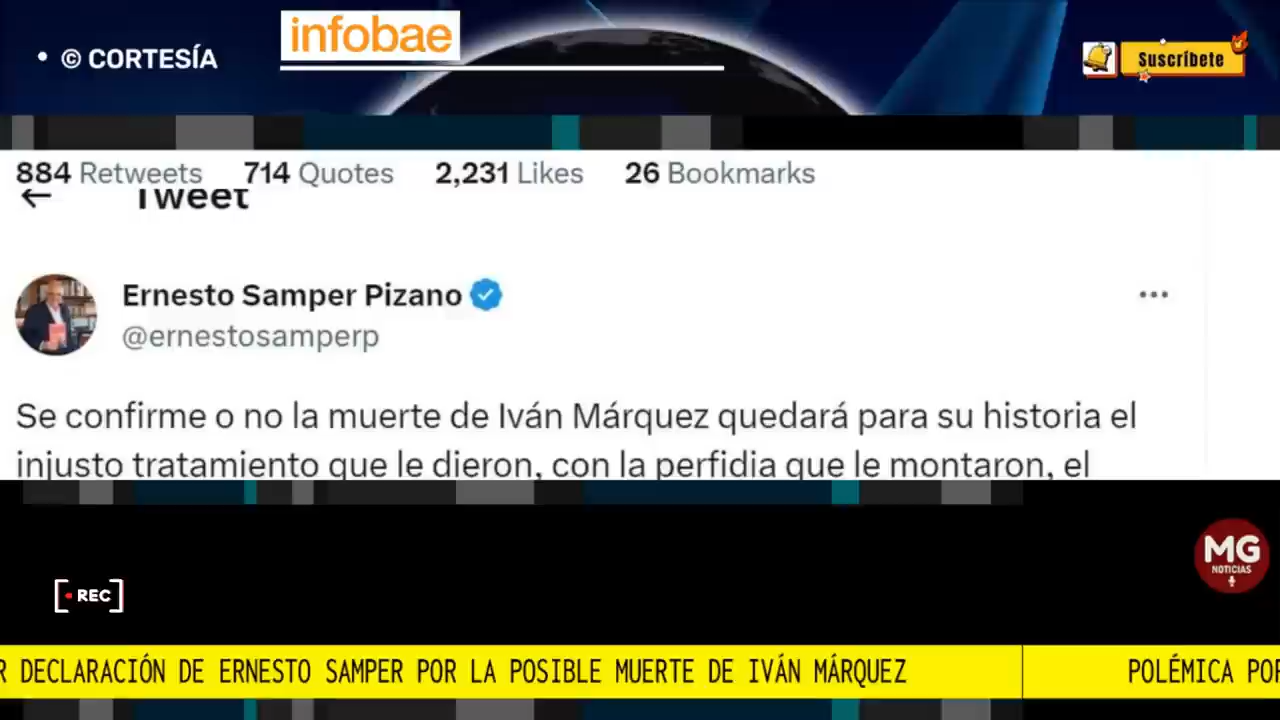 • © CORTESÍA
infobae
Suscríbete
884 Retweets 714 Quotes 2,231 Likes 26 Bookmarks
Tweet
Ernesto Samper Pizano
@ernestosamperp
Se confirme o no la muerte de Iván Márquez quedará para su historia el
injusto tratamiento que le dieron, con la perfidia que le montaron, el
MG
NOTICIAS
REC
R DECLARACIÓN DE ERNESTO SAMPER POR LA POSIBLE MUERTE DE IVÁN MÁRQUEZ
POLÉMICA POR